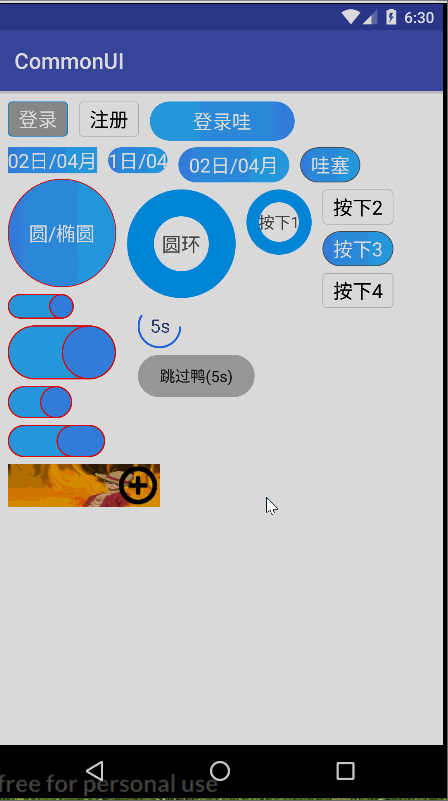 6:30
CommonUI
登录 注册 登录哇
02日/04月 1日/04 02日/04月 哇塞
圆/椭圆 圆环 按下1 按下2
按下3
按下4
5s
跳过鸭(5s)
free for personal use